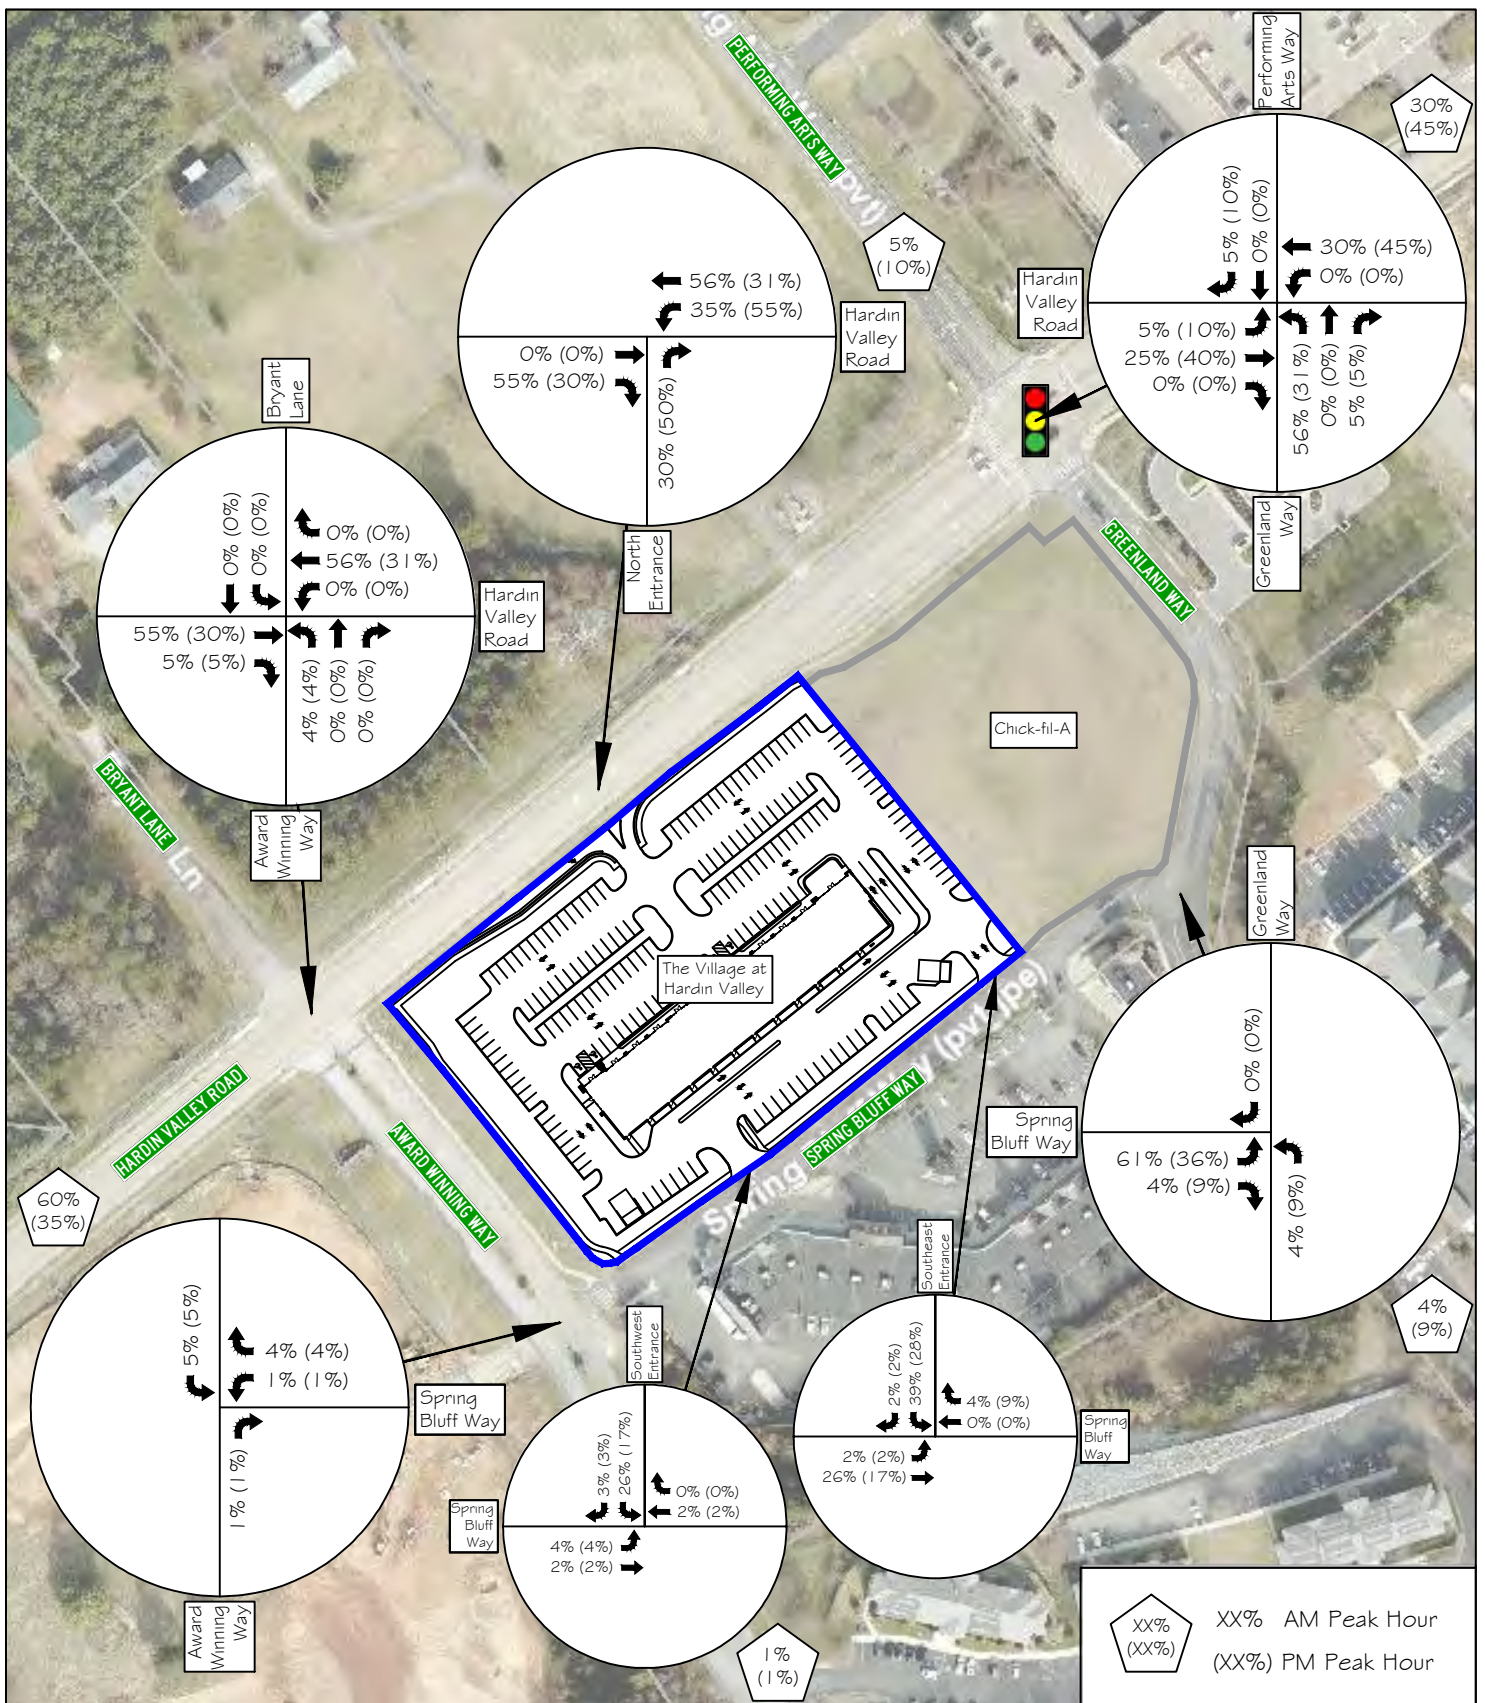 PERFORMING ARTS WAY
(pvt)
Performing
Arts Way
30%
(45%)
5% (10%)
0% (0%)
30% (45%)
0% (0%)
Hardin
Valley
Road
5% (10%)
25% (40%)
0% (0%)
56% (31%)
0% (0%)
5% (5%)
Greenland
Way
5%
(10%)
56% (31%)
35% (55%)
Hardin
Valley
Road
0% (0%)
55% (30%)
30% (50%)
North
Entrance
Bryant
Lane
0% (0%)
0% (0%)
0% (0%)
56% (31%)
0% (0%)
Hardin
Valley
Road
55% (30%)
5% (5%)
4% (4%)
0% (0%)
0% (0%)
Award
Winning
Way
GREENLAND WAY
Chick-fil-A
BRYANT LANE
Ln
The Village at
Hardin Valley
HARDIN VALLEY ROAD
AWARD WINNING WAY
SPRING BLUFF WAY
Spring
Greenland
Way
0% (0%)
Spring
Bluff Way
61% (36%)
4% (9%)
4% (9%)
4%
(9%)
60%
(35%)
5% (5%)
4% (4%)
1% (1%)
Spring
Bluff Way
1% (1%)
Award
Winning
Way
Southwest
Entrance
3% (3%)
26% (17%)
0% (0%)
2% (2%)
Spring
Bluff
Way
4% (4%)
2% (2%)
1%
(1%)
Southeast
Entrance
2% (2%)
39% (28%)
4% (9%)
0% (0%)
Spring
Bluff
Way
2% (2%)
26% (17%)
XX%
(XX%)
XX% AM Peak Hour
(XX%) PM Peak Hour